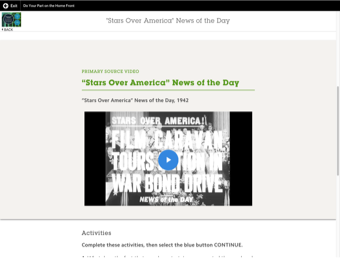 Exit
Do Your Part on the Home Front
BACK
"Stars Over America" News of the Day
PRIMARY SOURCE VIDEO
"Stars Over America" News of the Day
"Stars Over America" News of the Day, 1942
STARS OVER AMERICA!
FILM CARAVAN
TOURS NATION IN
WAR BOND DRIVE
NEWS of the DAY
Activities
Complete these activities, then select the blue button CONTINUE.